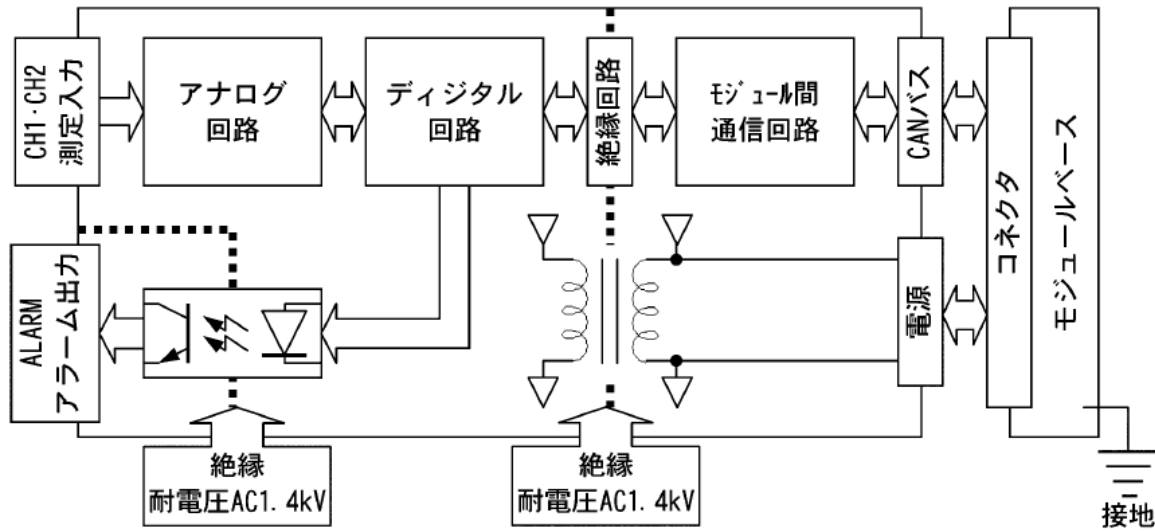 CH1・CH2
測定入力
アナログ
回路
ディジタル
回路
絶縁回路
ﾓｼﾞｭｰﾙ間
通信回路
CANバス
コネクタ
モジュールベース
ALARM
アラーム出力
電源
絶縁
耐電圧AC1.4kV
絶縁
耐電圧AC1.4kV
接地